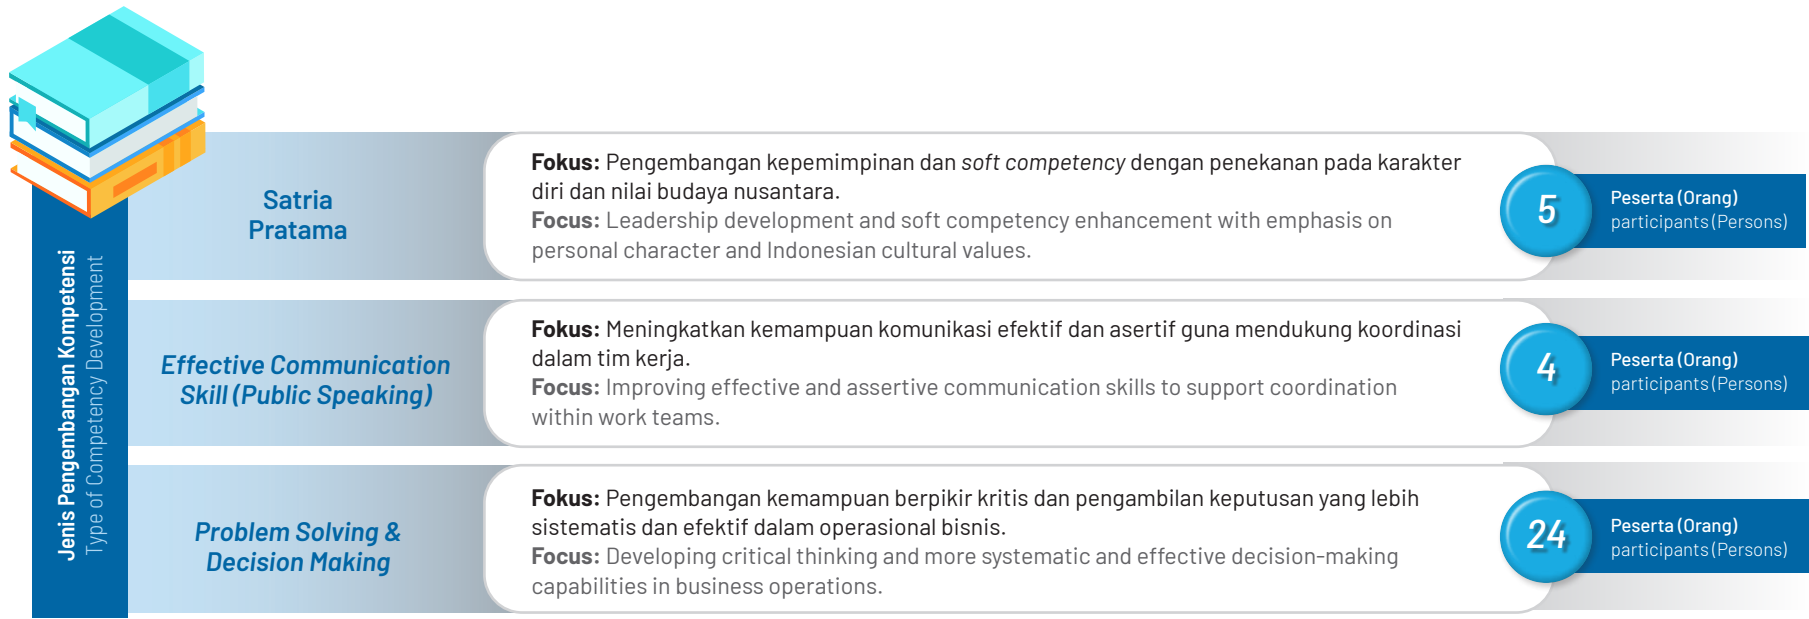 Jenis Pengembangan Kompetensi
Type of Competency Development
Satria
Pratama
Fokus: Pengembangan kepemimpinan dan soft competency dengan penekanan pada karakter
diri dan nilai budaya nusantara.
Focus: Leadership development and soft competency enhancement with emphasis on
personal character and Indonesian cultural values.
5
Peserta (Orang)
participants (Persons)
Effective Communication
Skill (Public Speaking)
Fokus: Meningkatkan kemampuan komunikasi efektif dan asertif guna mendukung koordinasi
dalam tim kerja.
Focus: Improving effective and assertive communication skills to support coordination
within work teams.
4
Peserta (Orang)
participants (Persons)
Problem Solving &
Decision Making
Fokus: Pengembangan kemampuan berpikir kritis dan pengambilan keputusan yang lebih
sistematis dan efektif dalam operasional bisnis.
Focus: Developing critical thinking and more systematic and effective decision-making
capabilities in business operations.
24
Peserta (Orang)
participants (Persons)